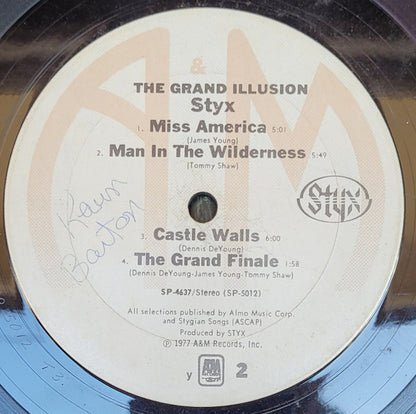 &
A M
THE GRAND ILLUSION
Styx
1. Miss America 5:01
(James Young)
2. Man In The Wilderness 5:49
(Tommy Shaw)
Styx
Barton
3. Castle Walls 6:00
(Dennis DeYoung)
4. The Grand Finale 1:58
(Dennis DeYoung-James Young-Tommy Shaw)
SP-4637/Stereo (SP-5012)
All selections published by Almo Music Corp.
and Stygian Songs (ASCAP)
Produced by STYX
Ⓟ 1977 A&M Records, Inc.
y A&M 2